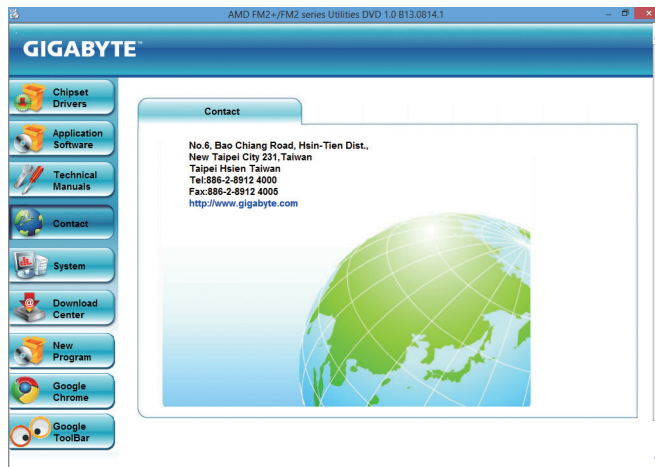 AMD FM2+/FM2 series Utilities DVD 1.0 B13.0814.1
GIGABYTE™
Chipset
Drivers
Application
Software
Technical
Manuals
Contact
System
Download
Center
New
Program
Google
Chrome
Google
ToolBar
Contact
No.6, Bao Chiang Road, Hsin-Tien Dist.,
New Taipei City 231,Taiwan
Taipei Hsien Taiwan
Tel:886-2-8912 4000
Fax:886-2-8912 4005
http://www.gigabyte.com